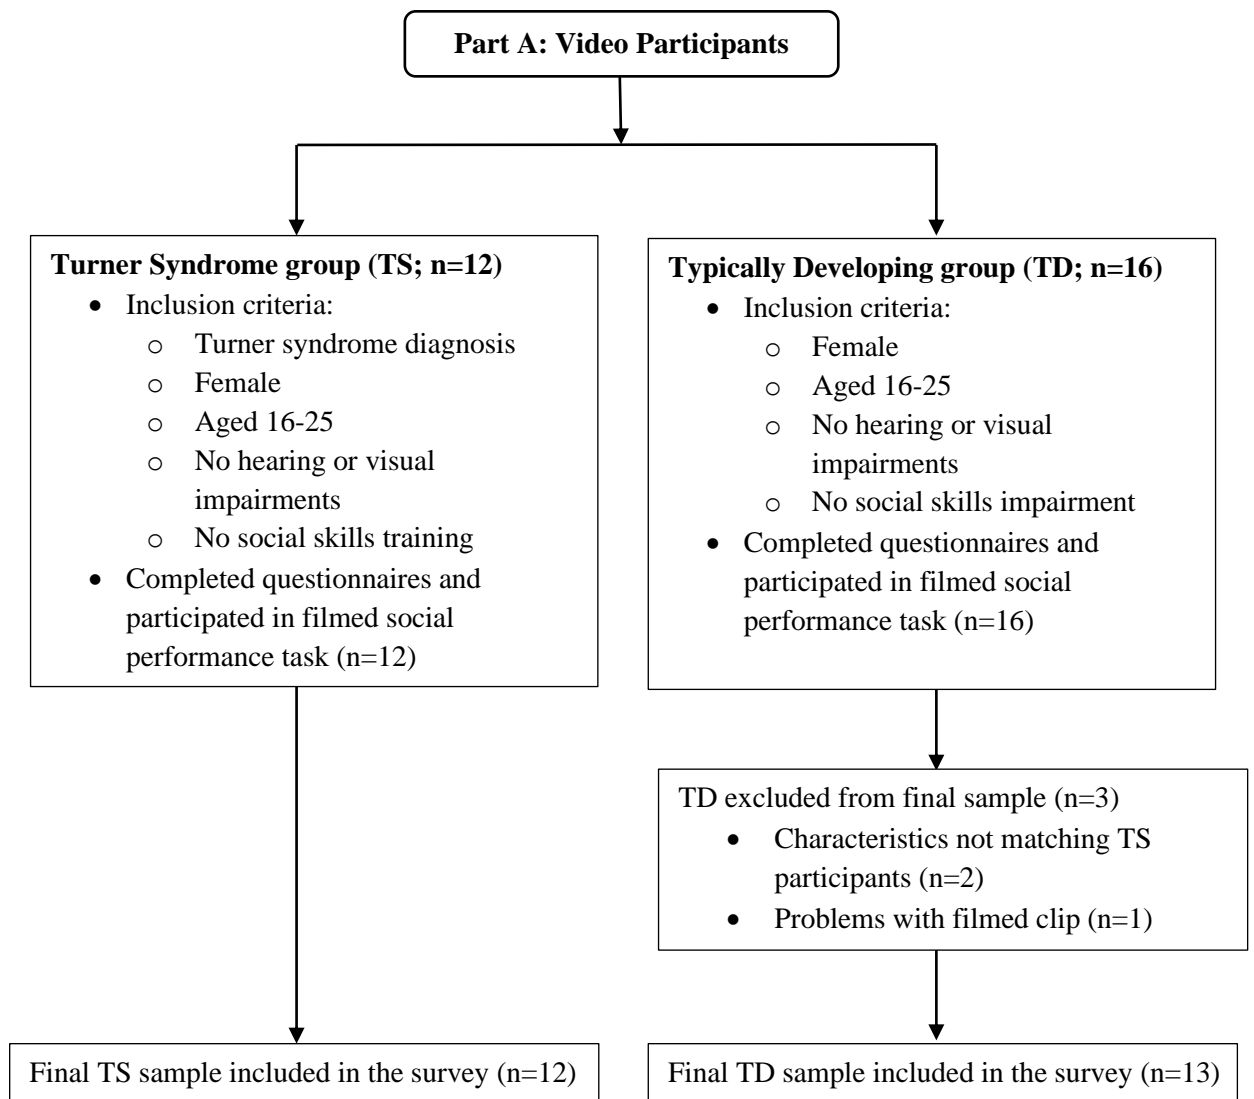 Part A: Video Participants
Turner Syndrome group (TS; n=12)
• Inclusion criteria:
o Turner syndrome diagnosis
o Female
o Aged 16-25
o No hearing or visual
impairments
o No social skills training
• Completed questionnaires and
participated in filmed social
performance task (n=12)
Typically Developing group (TD; n=16)
• Inclusion criteria:
o Female
o Aged 16-25
o No hearing or visual
impairments
o No social skills impairment
• Completed questionnaires and
participated in filmed social
performance task (n=16)
TD excluded from final sample (n=3)
• Characteristics not matching TS
participants (n=2)
• Problems with filmed clip (n=1)
Final TS sample included in the survey (n=12)
Final TD sample included in the survey (n=13)